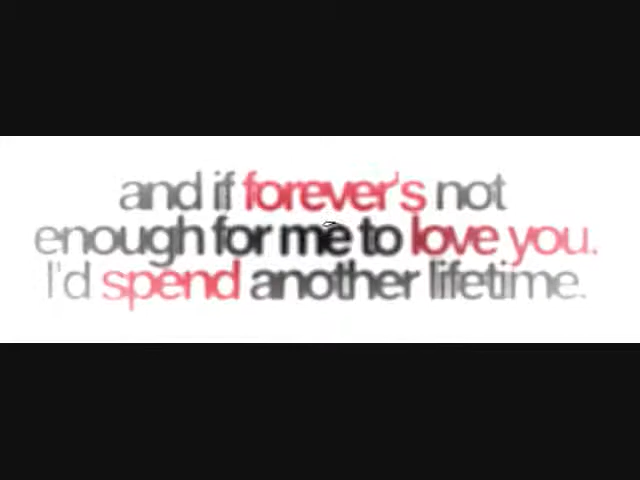 and if forever's not
enough for me to love you.
I'd spend another lifetime.